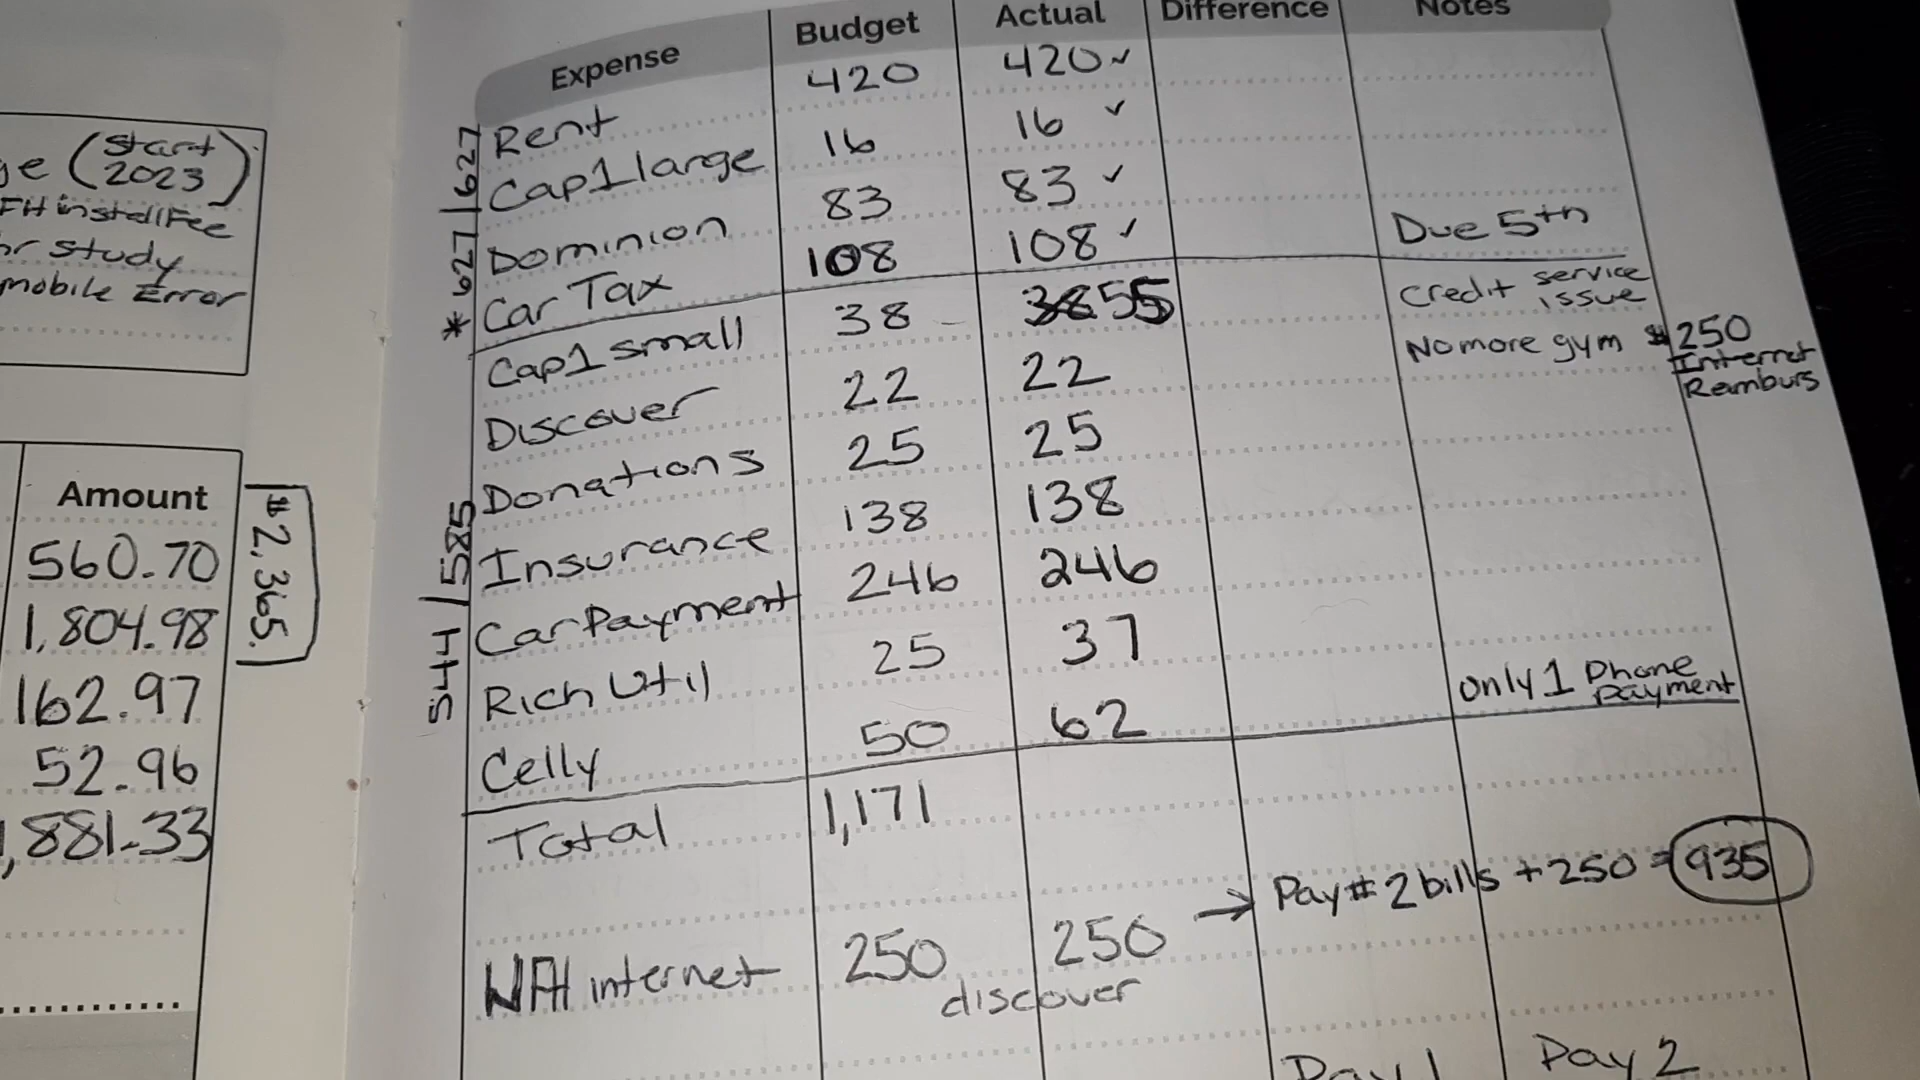 (Start
2023)
FH install Fee
study
mobile Error
Amount
560.70
1,804.98
162.97
52.96
,881.33
$2,365.
* 627 / 627
544 / 585
Expense Budget Actual Difference Notes
Rent 420 420 ✓
Cap1 large 16 16 ✓
Dominion 83 83 ✓
Car Tax 108 108 ✓ Due 5th
Cap1 small 38 38 55 Credit service issue
Discover 22 22 No more gym
$250
Internet
Reimburs
Donations 25 25
Insurance 138 138
Car Payment 246 246
Rich Util 25 37
Celly 50 62 only 1 Phone payment
Total 1,171
→ Pay # 2 bills + 250 = 935
WFH internet 250 250
discover
Pay 1 Pay 2